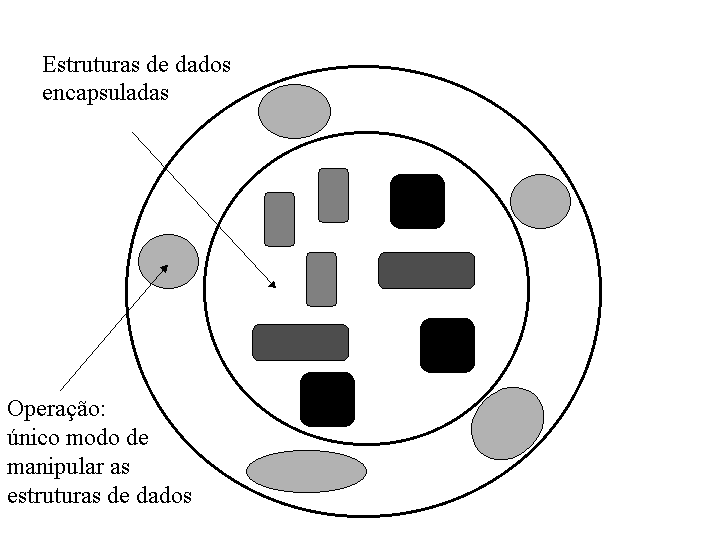 Estruturas de dados
encapsuladas
Operação:
único modo de
manipular as
estruturas de dados